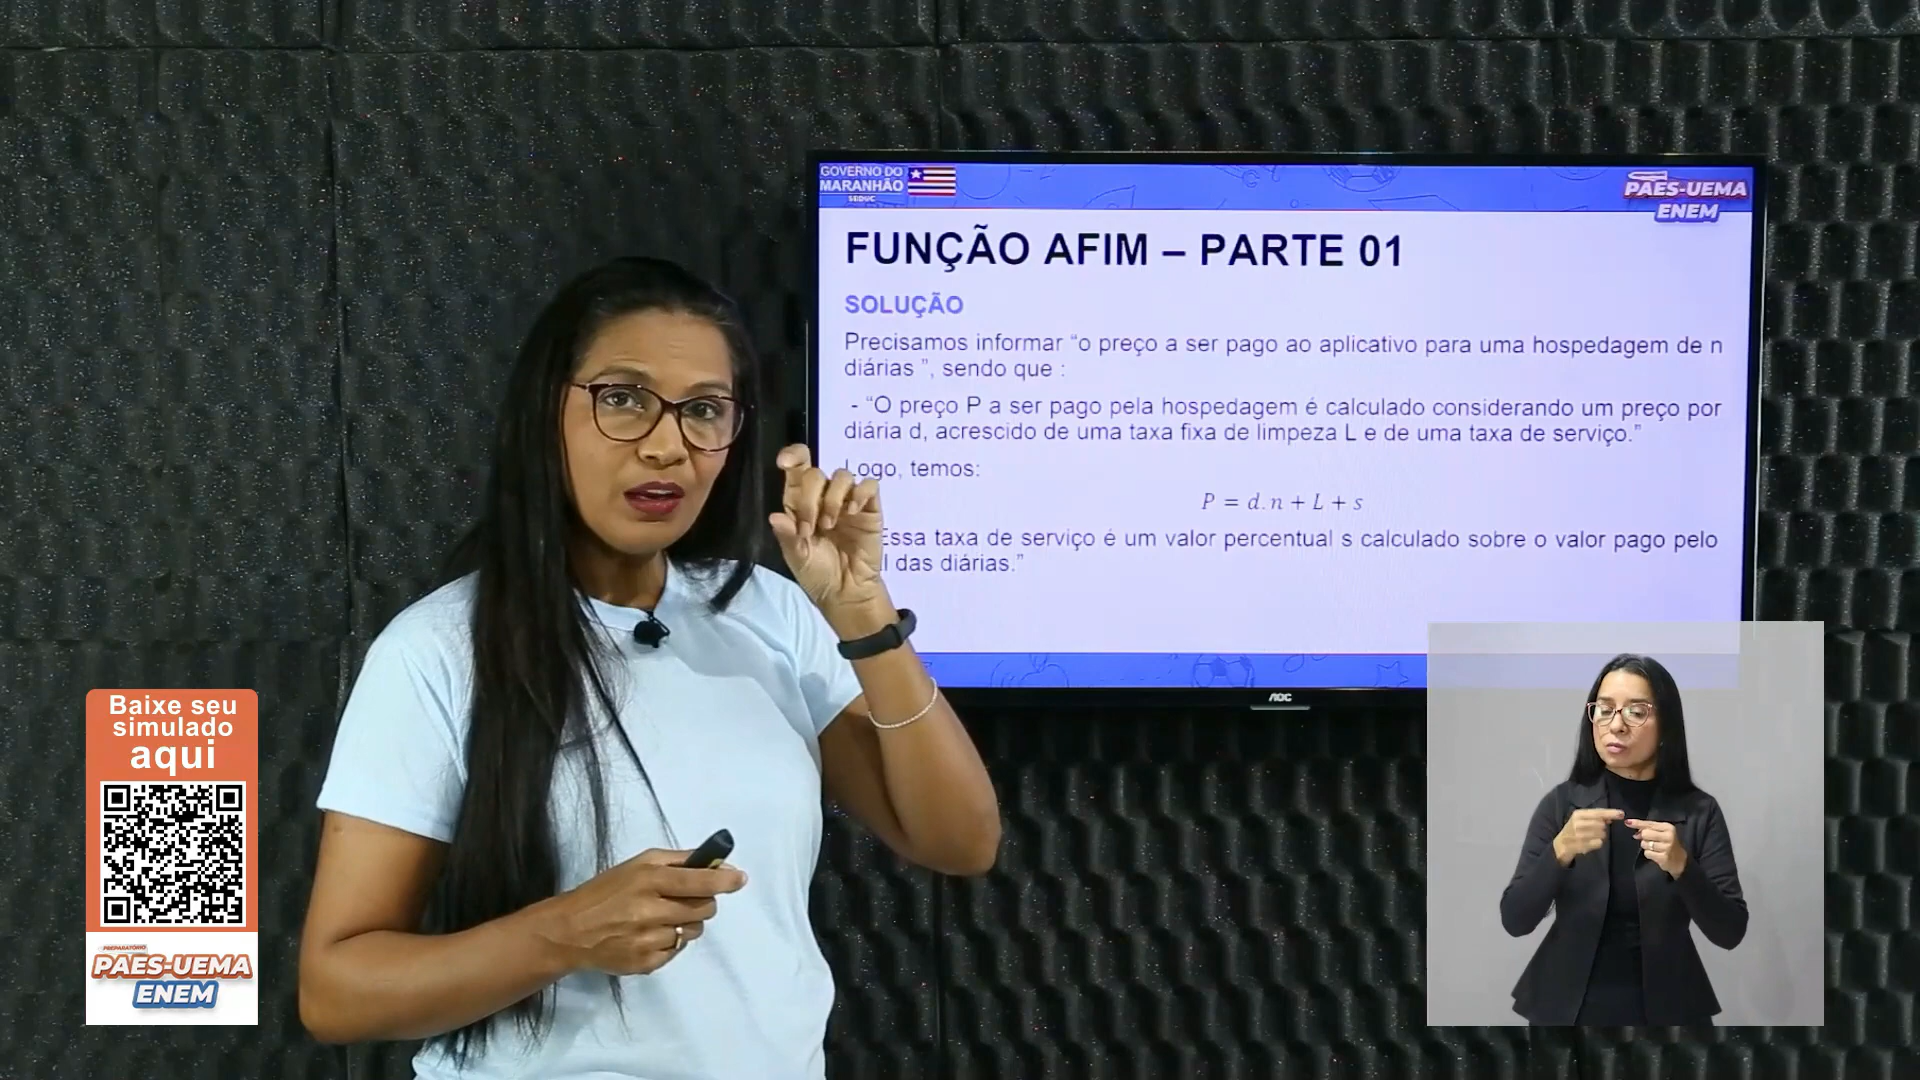 GOVERNO DO
MARANHÃO
SEDUC
PAES-UEMA
ENEM
FUNÇÃO AFIM – PARTE 01
SOLUÇÃO
Precisamos informar “o preço a ser pago ao aplicativo para uma hospedagem de n
diárias ”, sendo que :
- “O preço P a ser pago pela hospedagem é calculado considerando um preço por
diária d, acrescido de uma taxa fixa de limpeza L e de uma taxa de serviço.”
Logo, temos:
P = d. n + L + s
Essa taxa de serviço é um valor percentual s calculado sobre o valor pago pelo
das diárias.”
AOC
Baixe seu
simulado
aqui
PREPARATÓRIO
PAES-UEMA
ENEM